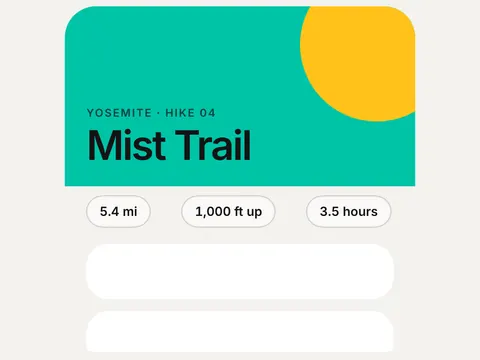 YOSEMITE · HIKE 04
Mist Trail
5.4 mi
1,000 ft up
3.5 hours